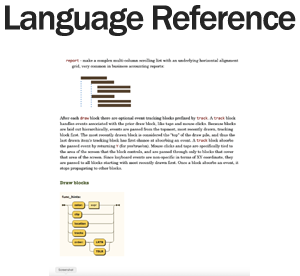 Language Reference
report - make a complex multi-column scrolling list with an underlying horizontal alignment
grid, very common in business accounting reports
After each draw block there are optional event tracking blocks prefixed by track. A track block
handles events associated with the prior draw block, like taps and mouse clicks. Because blocks
are laid out hierarchically, events are passed from the topmost, most recently drawn, tracking
block first. The most recently drawn block is considered the "top" of the draw pile, and thus the
last drawn item's tracking block has first chance at absorbing an event. A track block absorbs
the passed event by returning t (for protracting). Mouse clicks and taps are specifically tied to
the area of the screen that the block controls, and are passed through only to blocks that cover
that area of the screen. Since keyboard events are non-specific in terms of XY coordinates, they
are passed to all blocks starting with most recently drawn first. Once a block absorbs an event, it
stops propagating to other blocks.
Draw blocks